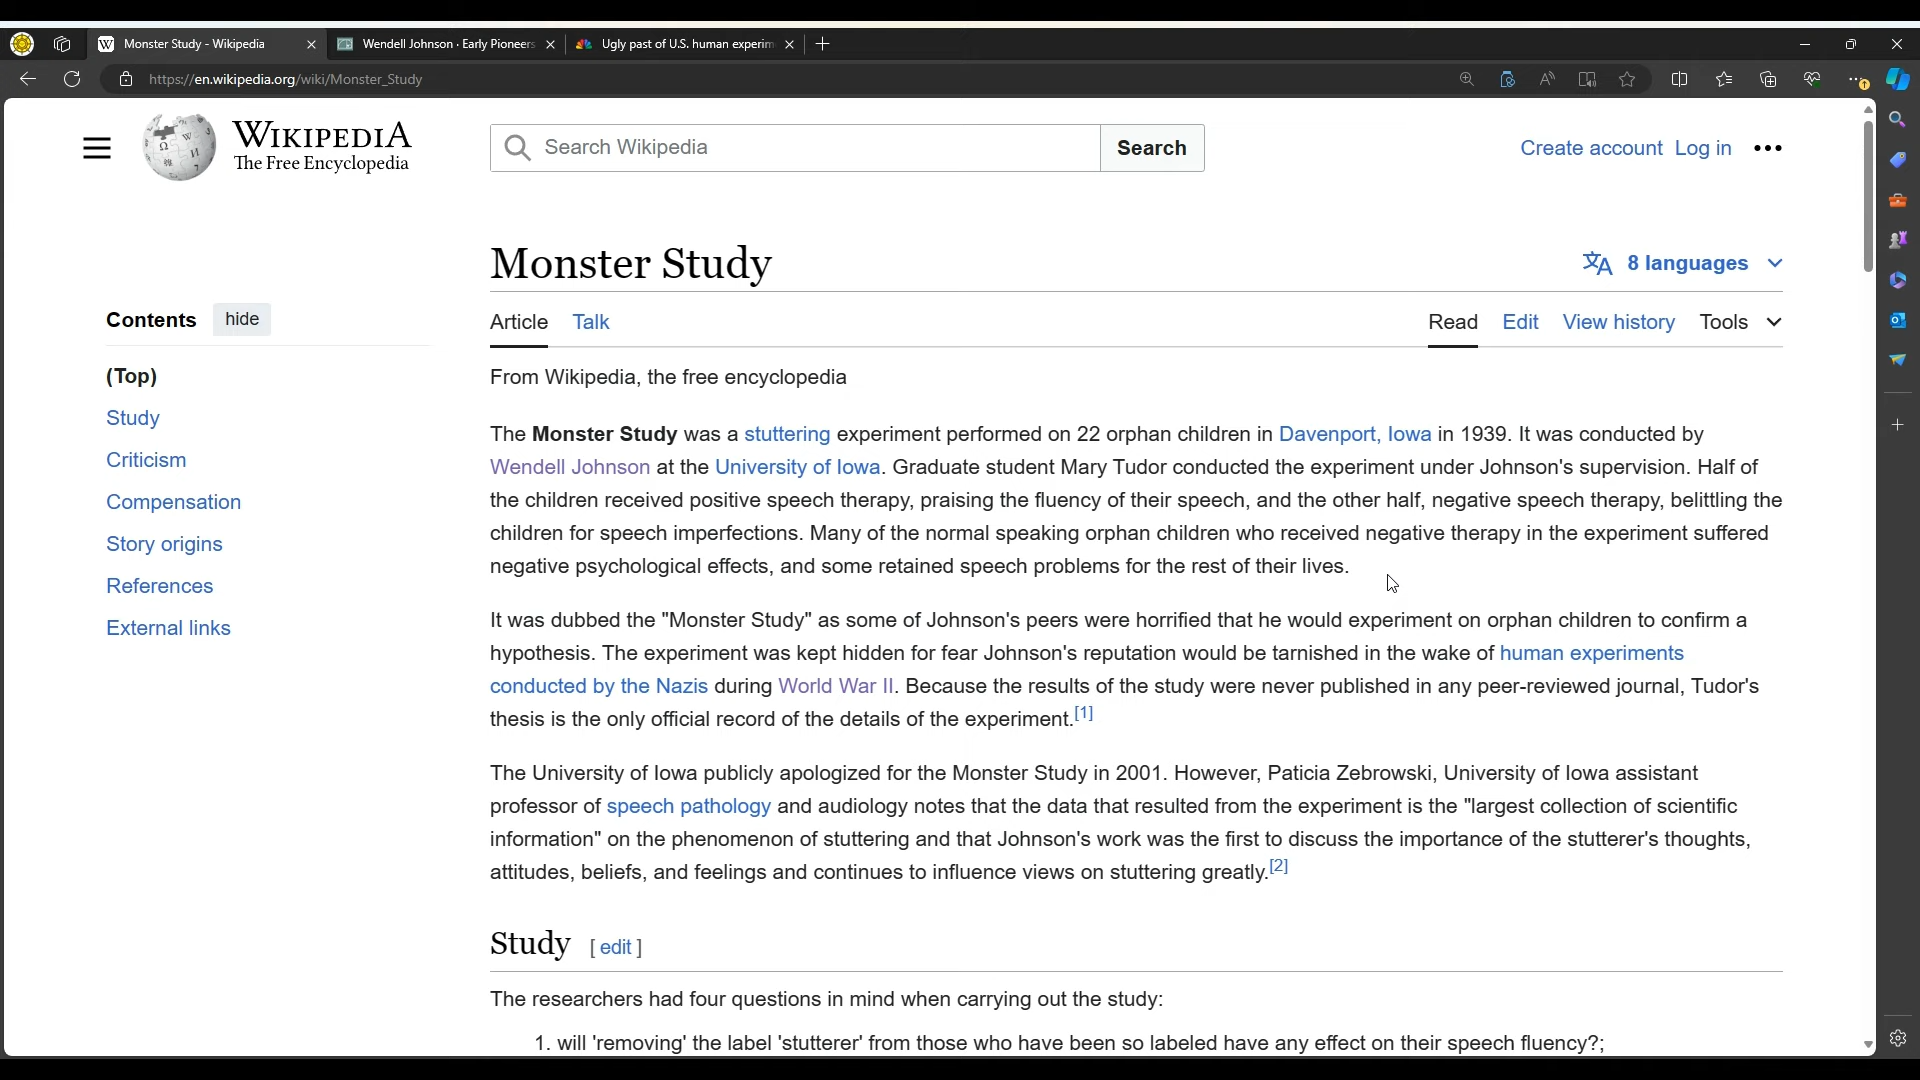 Monster Study - Wikipedia
Wendell Johnson · Early Pioneers
Ugly past of U.S. human experim
https://en.wikipedia.org/wiki/Monster_Study
WIKIPEDIA
The Free Encyclopedia
Search Wikipedia
Search
Create account Log in
Monster Study
8 languages
Contents hide
(Top)
Study
Criticism
Compensation
Story origins
References
External links
Article Talk
Read Edit View history Tools
From Wikipedia, the free encyclopedia
The Monster Study was a stuttering experiment performed on 22 orphan children in Davenport, Iowa in 1939. It was conducted by
Wendell Johnson at the University of Iowa. Graduate student Mary Tudor conducted the experiment under Johnson's supervision. Half of
the children received positive speech therapy, praising the fluency of their speech, and the other half, negative speech therapy, belittling the
children for speech imperfections. Many of the normal speaking orphan children who received negative therapy in the experiment suffered
negative psychological effects, and some retained speech problems for the rest of their lives.
It was dubbed the "Monster Study" as some of Johnson's peers were horrified that he would experiment on orphan children to confirm a
hypothesis. The experiment was kept hidden for fear Johnson's reputation would be tarnished in the wake of human experiments
conducted by the Nazis during World War II. Because the results of the study were never published in any peer-reviewed journal, Tudor's
thesis is the only official record of the details of the experiment.[1]
The University of Iowa publicly apologized for the Monster Study in 2001. However, Paticia Zebrowski, University of Iowa assistant
professor of speech pathology and audiology notes that the data that resulted from the experiment is the "largest collection of scientific
information" on the phenomenon of stuttering and that Johnson's work was the first to discuss the importance of the stutterer's thoughts,
attitudes, beliefs, and feelings and continues to influence views on stuttering greatly.[2]
Study [ edit ]
The researchers had four questions in mind when carrying out the study:
1. will 'removing' the label 'stutterer' from those who have been so labeled have any effect on their speech fluency?;